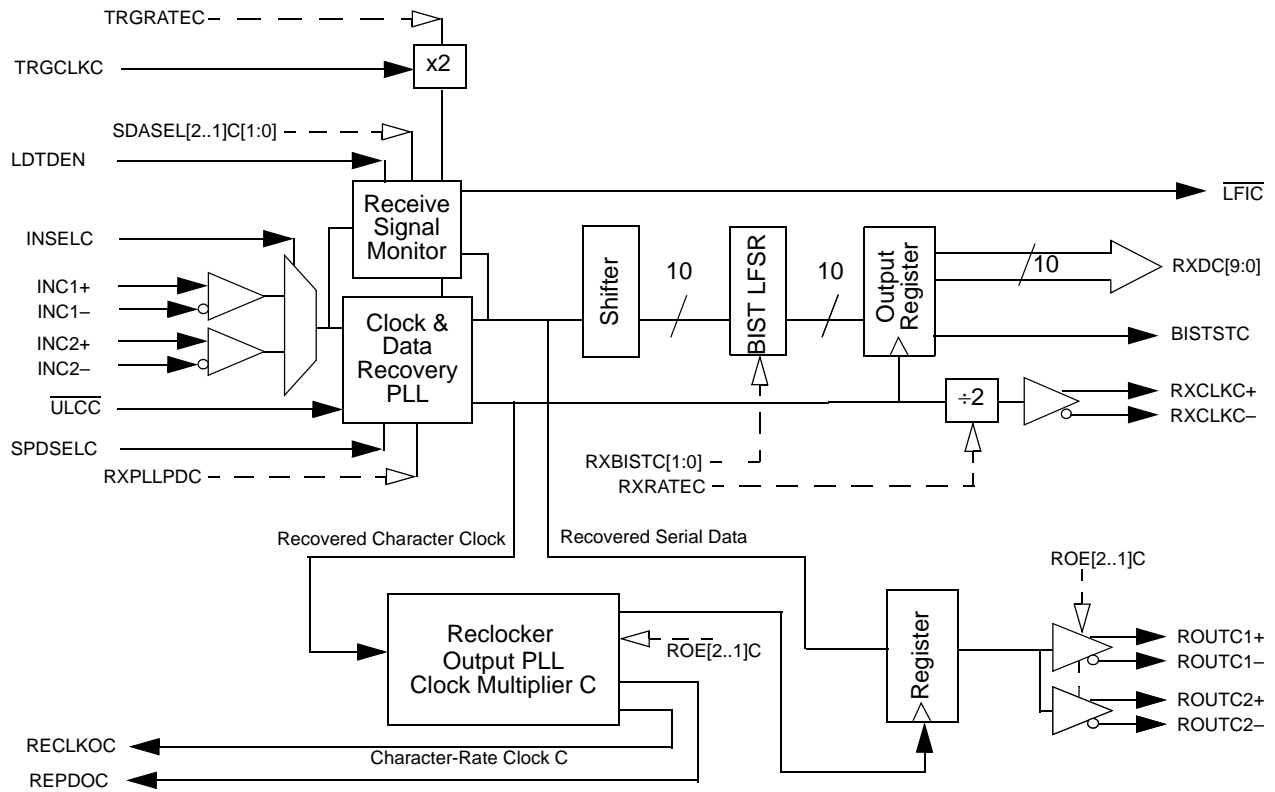 TRGRATEC
x2
TRGCLKC
SDASEL[2..1]C[1:0]
LDTDEN
LFIC
Receive
Signal
Monitor
INSELC
INC1+
INC1–
INC2+
INC2–
ULCC
SPDSELC
RXPLLPDC
Clock &
Data
Recovery
PLL
Shifter
10
BIST LFSR
10
Output
Register
10
RXDC[9:0]
BISTSTC
÷2
RXCLKC+
RXCLKC–
RXBISTC[1:0]
RXRATEC
Recovered Character Clock
Recovered Serial Data
Reclocker
Output PLL
Clock Multiplier C
ROE[2..1]C
Register
ROE[2..1]C
ROUTC1+
ROUTC1–
ROUTC2+
ROUTC2–
RECLKOC
Character-Rate Clock C
REPDOC